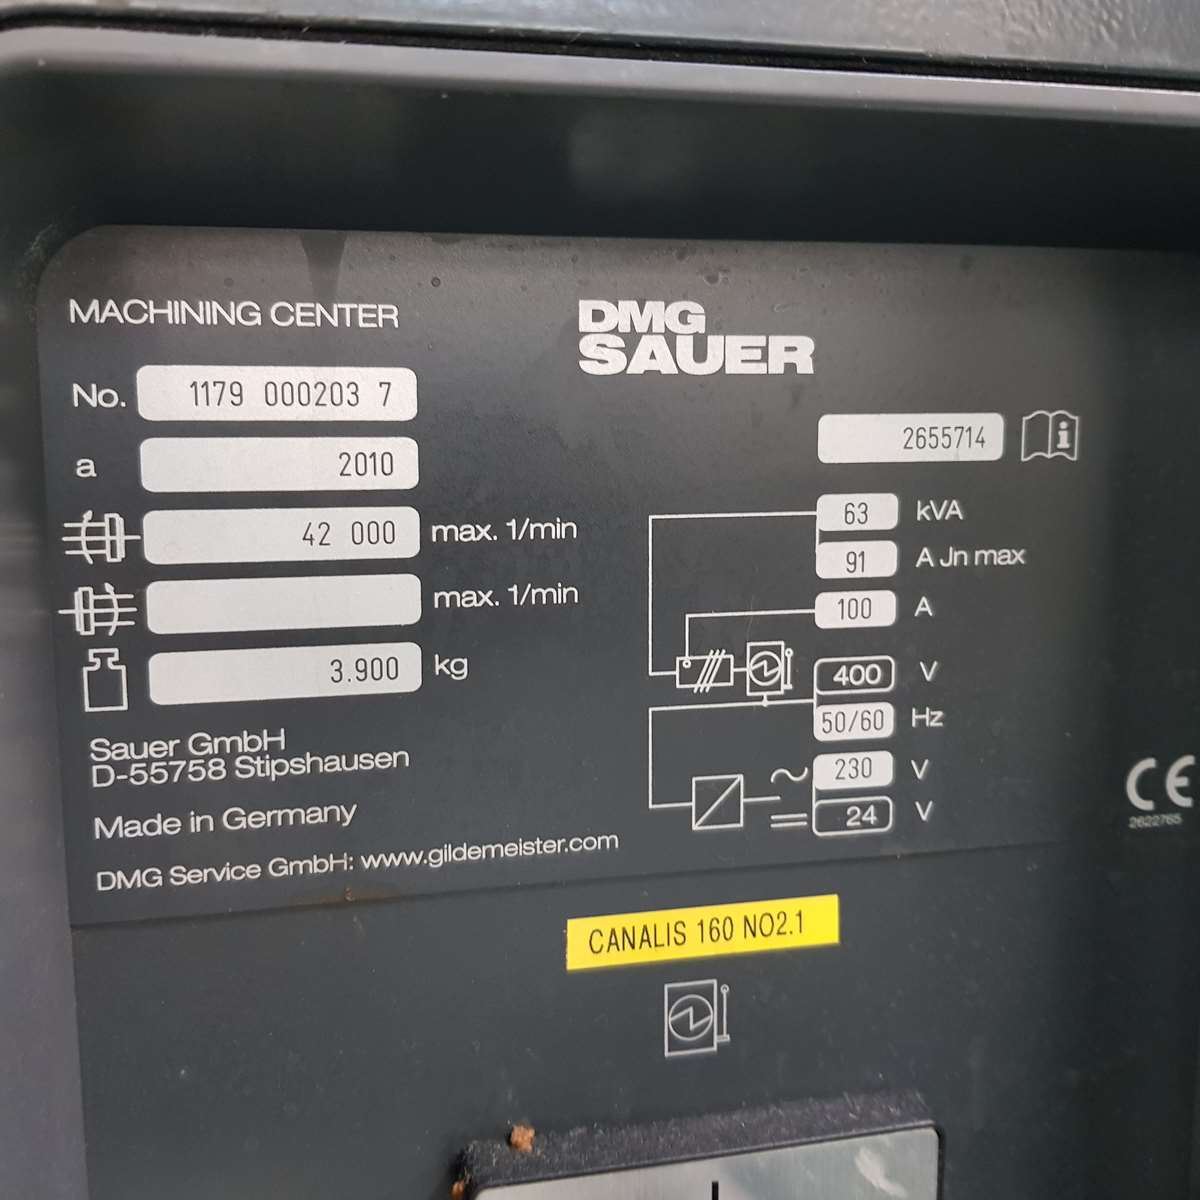 MACHINING CENTER
DMG
SAUER
No. 1179 000203 7
a 2010
42 000 max. 1/min
max. 1/min
3.900 kg
Sauer GmbH
D-55758 Stipshausen
Made in Germany
DMG Service GmbH: www.gildemeister.com
2655714
63 kVA
91 A Jn max
100 A
400 V
50/60 Hz
230 V
24 V
CE
2622765
CANALIS 160 NO2.1